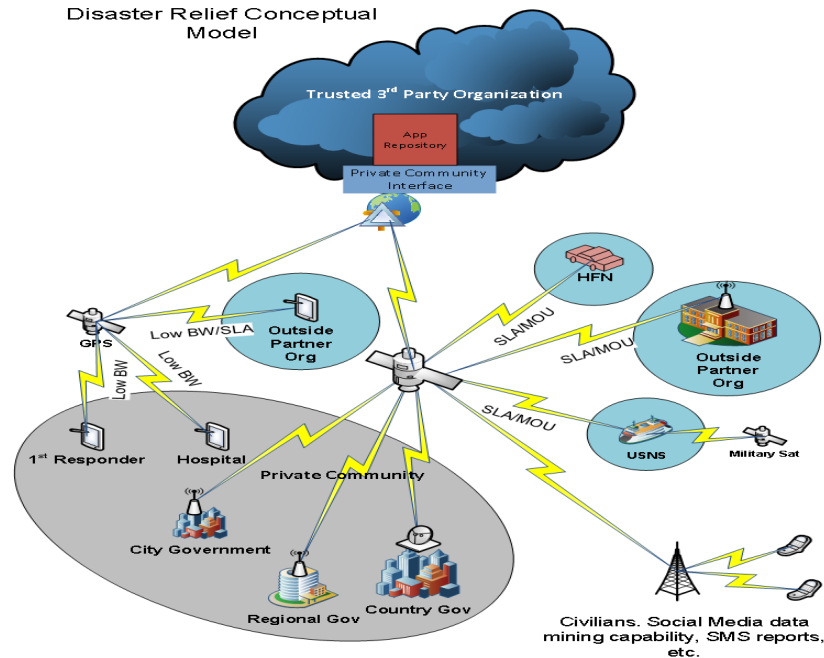 Disaster Relief Conceptual
Model
Trusted 3rd Party Organization
App
Repository
Private Community
Interface
HFN
GPS
Low BW/SLA
Outside
Partner
Org
SLA/MOU
SLA/MOU
Outside
Partner
Org
Low BW
Low BW
SLA/MOU
USNS
Military Sat
1st Responder
Hospital
Private Community
City Government
Regional Gov
Country Gov
Civilians. Social Media data
mining capability, SMS reports,
etc.